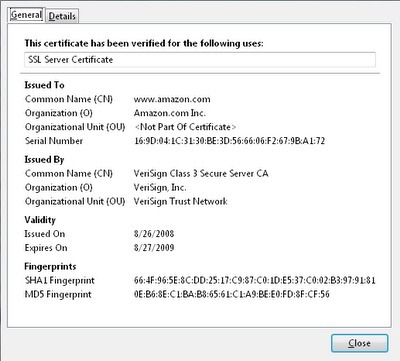 General Details
This certificate has been verified for the following uses:
SSL Server Certificate
Issued To
Common Name (CN) www.amazon.com
Organization (O) Amazon.com Inc.
Organizational Unit (OU) <Not Part Of Certificate>
Serial Number 16:9D:04:1C:31:30:BE:3D:56:66:06:F2:67:9B:A1:72
Issued By
Common Name (CN) VeriSign Class 3 Secure Server CA
Organization (O) VeriSign, Inc.
Organizational Unit (OU) VeriSign Trust Network
Validity
Issued On 8/26/2008
Expires On 8/27/2009
Fingerprints
SHA1 Fingerprint 66:4F:96:5E:8C:DD:25:17:C9:87:C0:1D:E5:37:C0:02:B3:97:91:81
MD5 Fingerprint 0E:B6:8E:C1:BA:B8:65:61:C1:A9:BE:E0:FD:8F:CF:56
Close